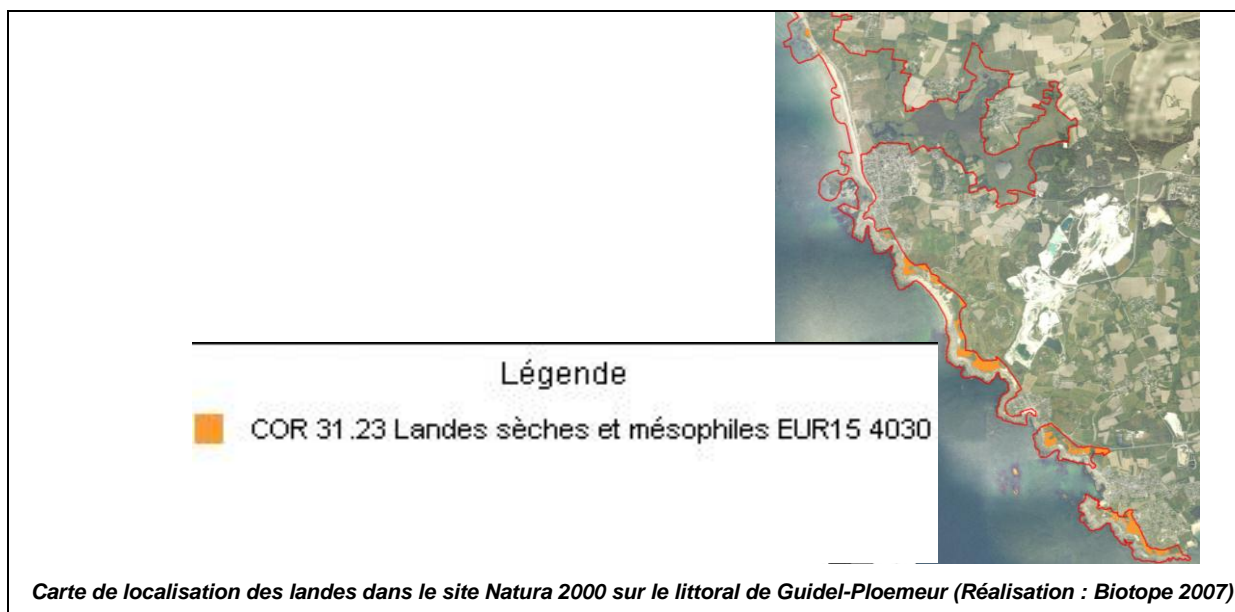 Légende
COR 31.23 Landes sèches et mésophiles EUR15 4030
Carte de localisation des landes dans le site Natura 2000 sur le littoral de Guidel-Ploemeur (Réalisation : Biotope 2007)